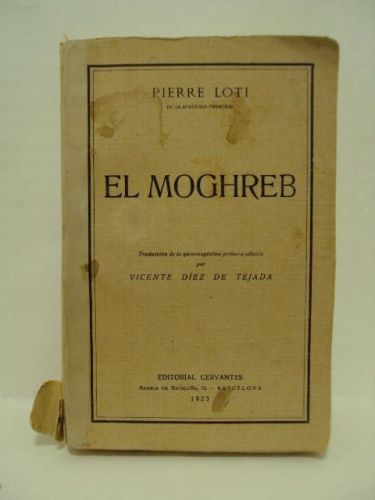 PIERRE LOTI
DE LA ACADEMIA FRANCESA
EL MOGHREB
Traducción de la quincuagésima primera edición
por
VICENTE DÍEZ DE TEJADA
EDITORIAL CERVANTES
RAMBLA DE CATALUÑA, 72 - BARCELONA
1923